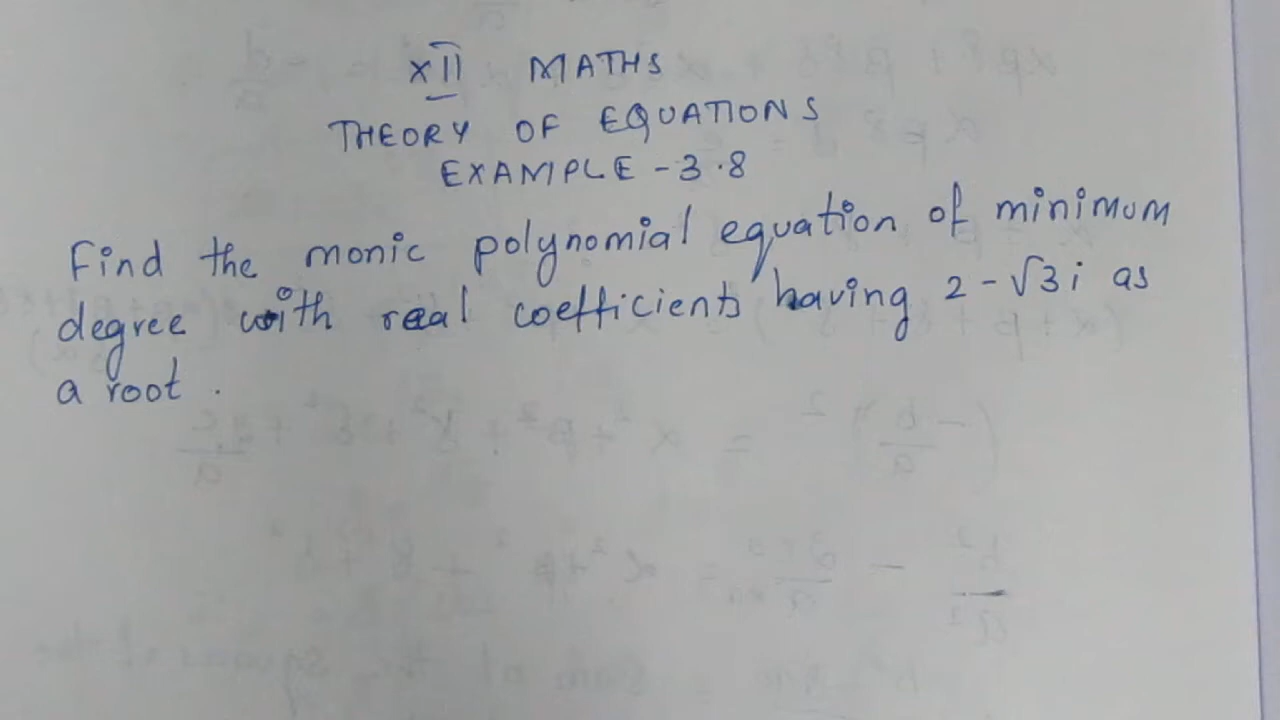 XII MATHS
THEORY OF EQUATIONS
EXAMPLE - 3.8
Find the monic polynomial equation of minimum
degree with real coefficients having 2 - √3i as
a root.